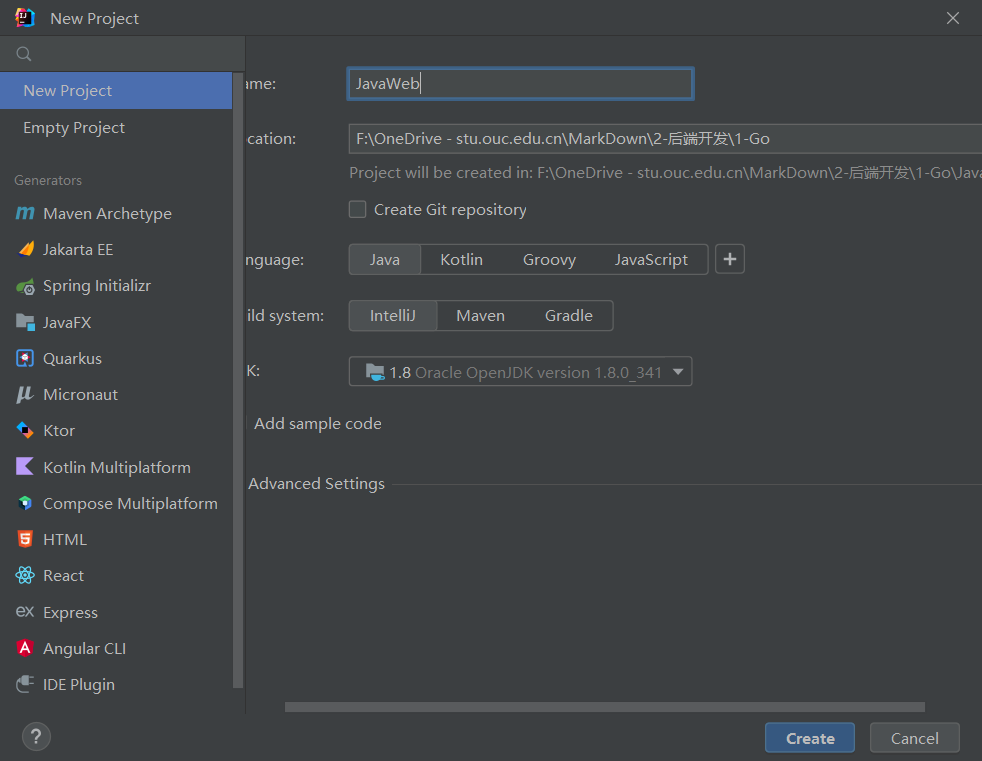 New Project
New Project
Empty Project
Generators
Maven Archetype
Jakarta EE
Spring Initializr
JavaFX
Quarkus
Micronaut
Ktor
Kotlin Multiplatform
Compose Multiplatform
HTML
React
Express
Angular CLI
IDE Plugin
ame: JavaWeb
cation: F:\OneDrive - stu.ouc.edu.cn\MarkDown\2-后端开发\1-Go
Project will be created in: F:\OneDrive - stu.ouc.edu.cn\MarkDown\2-后端开发\1-Go\Java
Create Git repository
nguage: Java Kotlin Groovy JavaScript +
ild system: IntelliJ Maven Gradle
K: 1.8 Oracle OpenJDK version 1.8.0_341
Add sample code
Advanced Settings
? Create Cancel